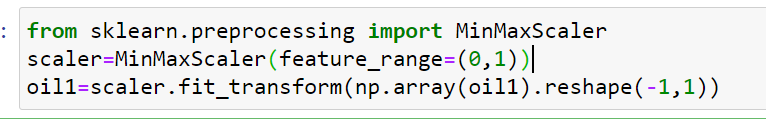 : from sklearn.preprocessing import MinMaxScaler
scaler=MinMaxScaler(feature_range=(0,1))
oil1=scaler.fit_transform(np.array(oil1).reshape(-1,1))